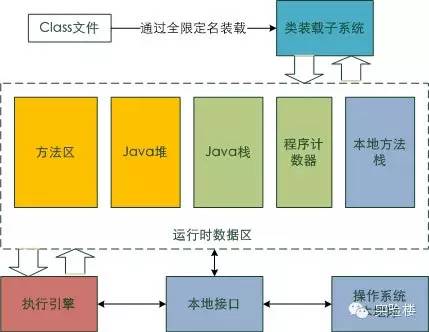 Class文件
通过全限定名装载
类装载子系统
方法区
Java堆
Java栈
程序计
数器
本地方法
栈
运行时数据区
执行引擎
本地接口
操作系统
实验楼